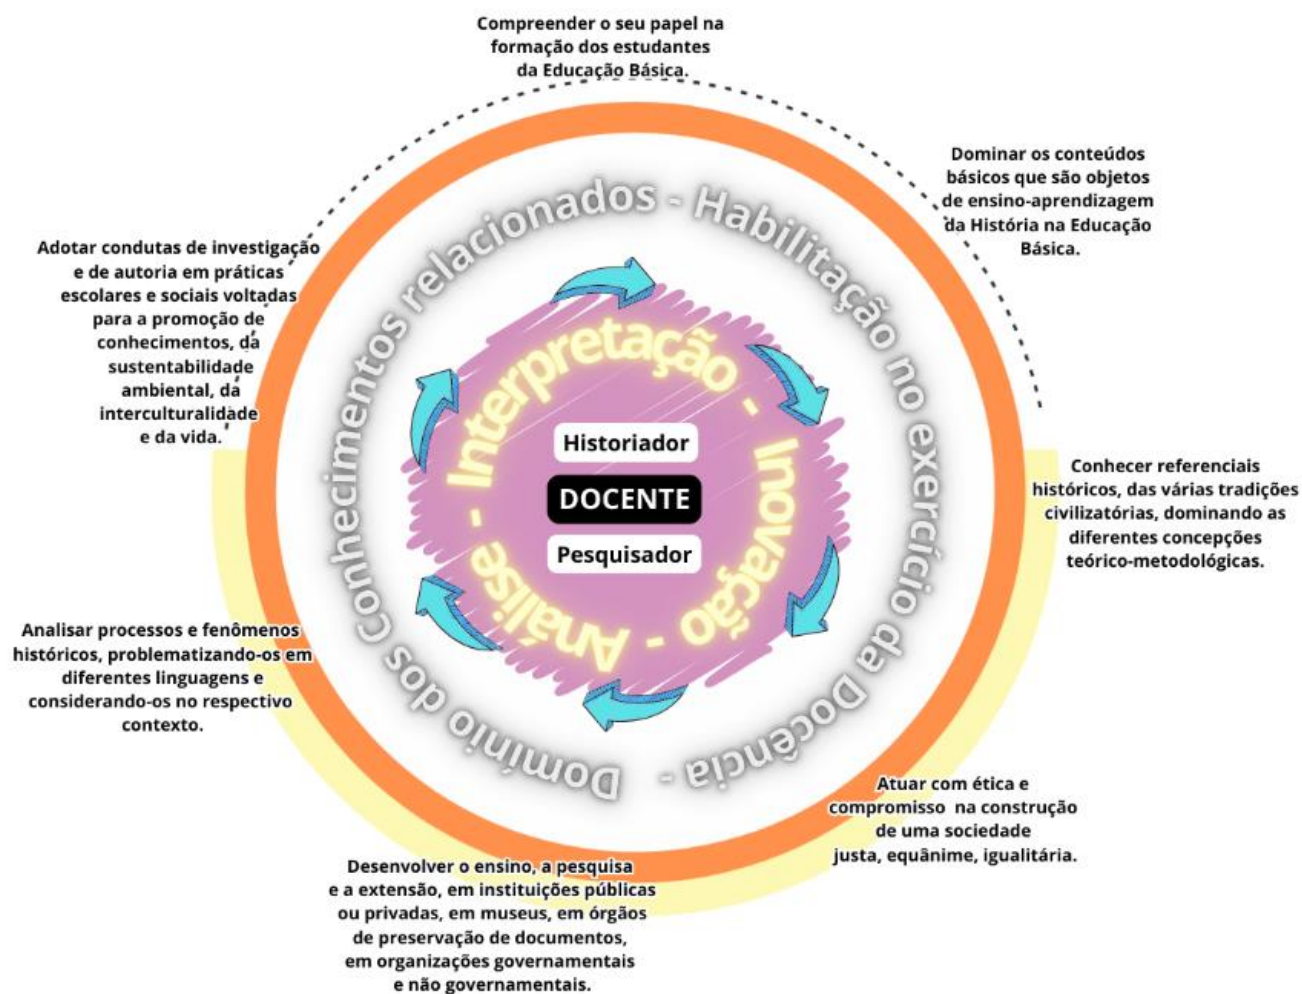 Compreender o seu papel na
formação dos estudantes
da Educação Básica.
Dominar os conteúdos
básicos que são objetos
de ensino-aprendizagem
da História na Educação
Básica.
Adotar condutas de investigação
e de autoria em práticas
escolares e sociais voltadas
para a promoção de
conhecimentos, da
sustentabilidade
ambiental, da
interculturalidade
e da vida.
Domínio dos Conhecimentos relacionados - Habilitação no exercício da Docência -
Análise - Interpretação - Inovação -
Historiador
DOCENTE
Pesquisador
Conhecer referenciais
históricos, das várias tradições
civilizatórias, dominando as
diferentes concepções
teórico-metodológicas.
Analisar processos e fenômenos
históricos, problematizando-os em
diferentes linguagens e
considerando-os no respectivo
contexto.
Atuar com ética e
compromisso na construção
de uma sociedade
justa, equânime, igualitária.
Desenvolver o ensino, a pesquisa
e a extensão, em instituições públicas
ou privadas, em museus, em órgãos
de preservação de documentos,
em organizações governamentais
e não governamentais.